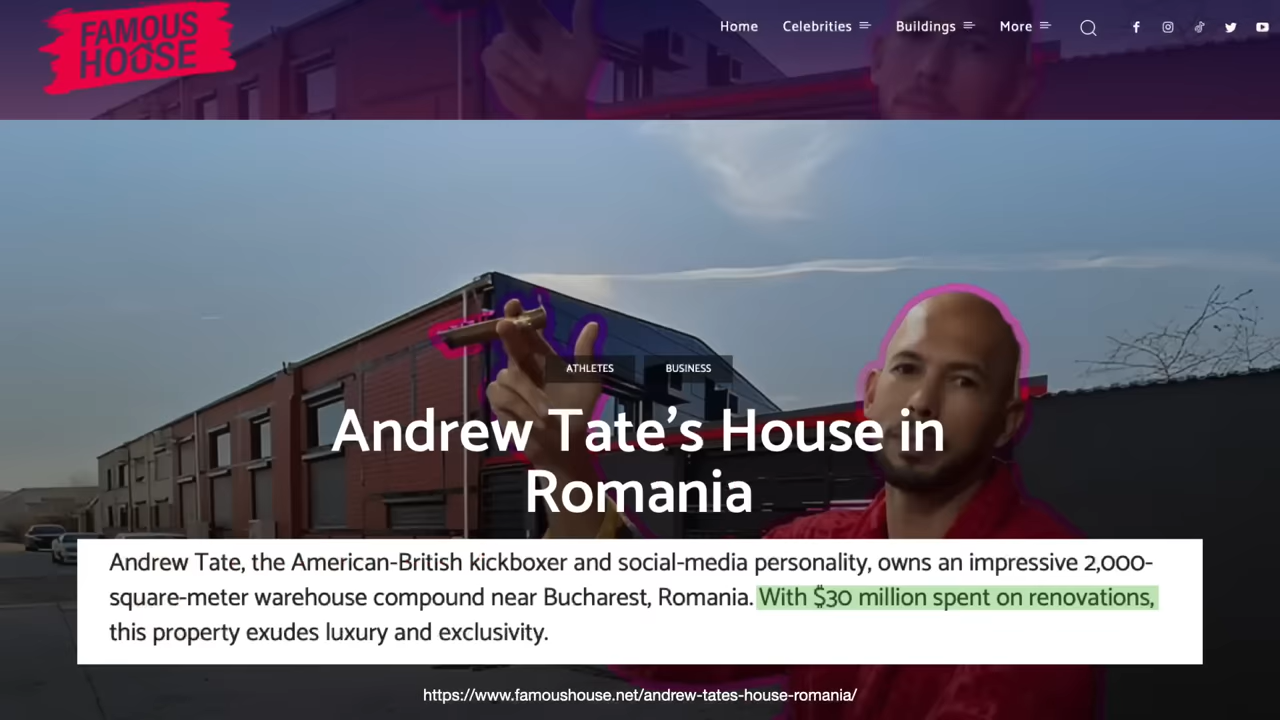 FAMOUS
HOUSE
Home
Celebrities
Buildings
More
ATHLETES
BUSINESS
Andrew Tate’s House in
Romania
Andrew Tate, the American-British kickboxer and social-media personality, owns an impressive 2,000-
square-meter warehouse compound near Bucharest, Romania. With $30 million spent on renovations,
this property exudes luxury and exclusivity.
https://www.famoushouse.net/andrew-tates-house-romania/